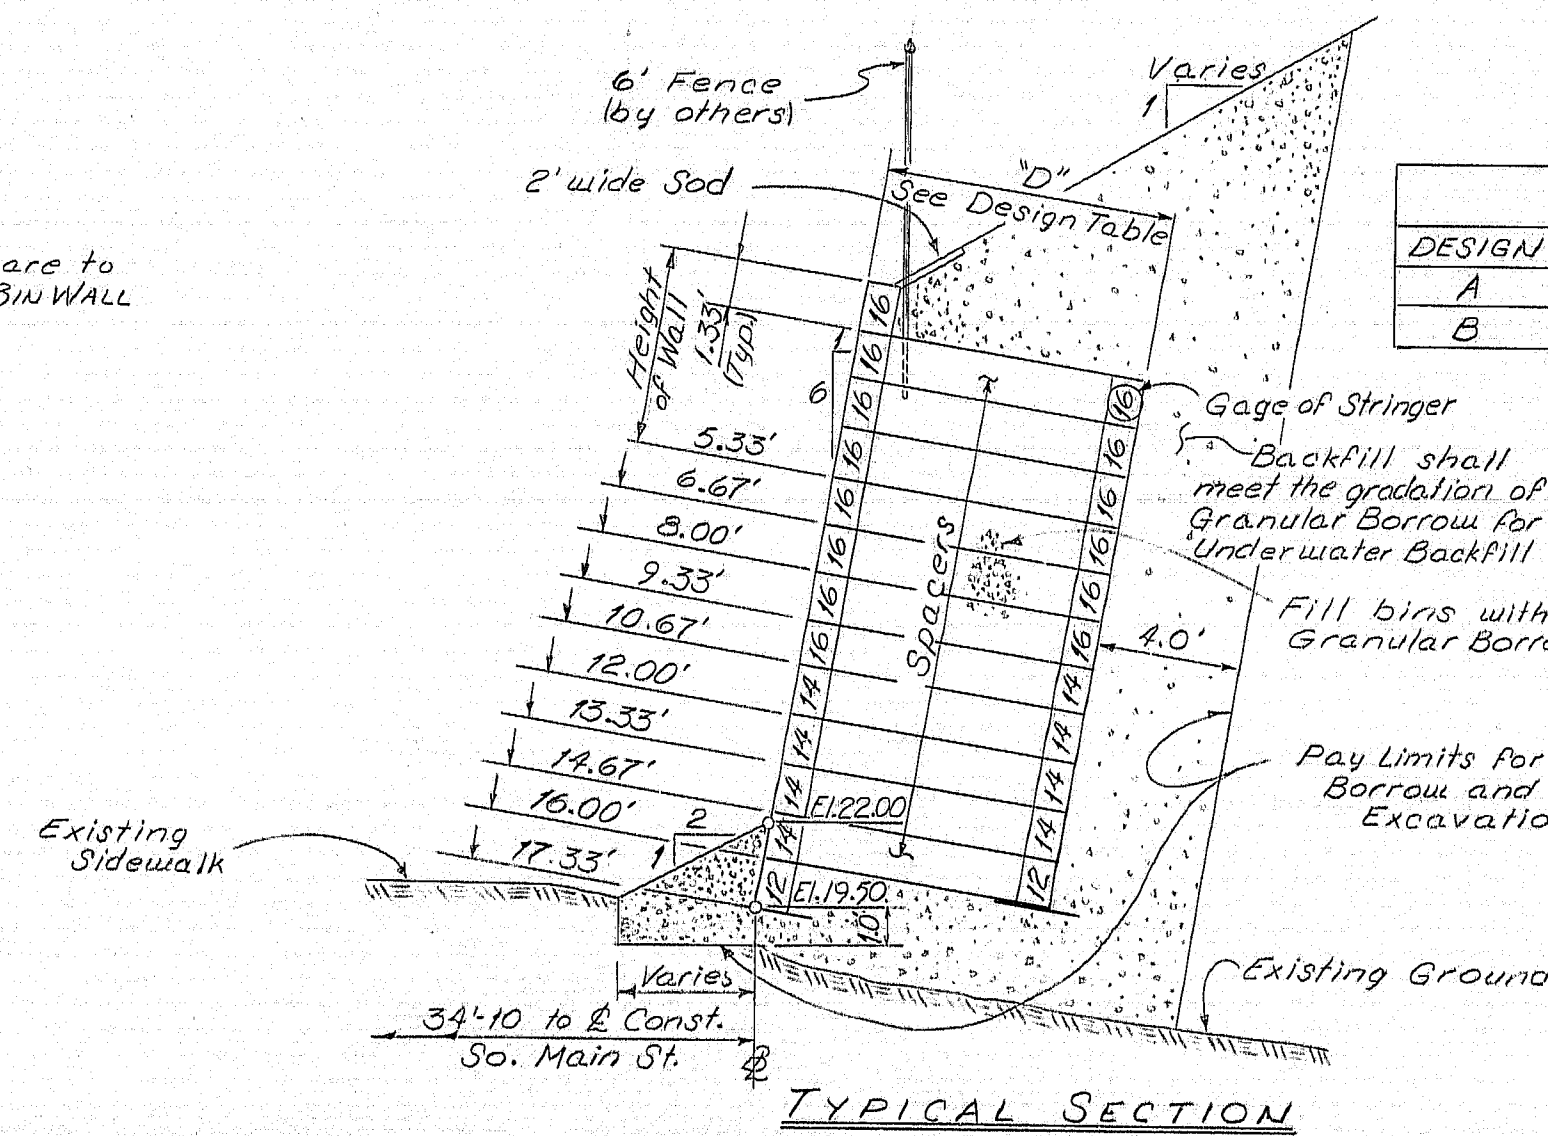 6' Fence
(by others)
Varies
1
2' wide Sod
"D"
See Design Table
are to
BIN WALL
DESIGN
A
B
Height
of Wall
1.33'
(Typ.)
1
6
16
16
16
16
16
16
16
16
14
14
14
14
12
16
16
16
16
16
16
14
14
14
14
12
Spacers
Gage of Stringer
Backfill shall
meet the gradation of
Granular Borrow for
Underwater Backfill
Fill bins with
Granular
4.0'
Pay Limits for
Borrow and
5.33'
6.67'
8.00'
9.33'
10.67'
12.00'
13.33'
14.67'
16.00'
17.33'
El.22.00
El.19.50
1.0'
2
1
Existing
Sidewalk
Varies
34'-10 to ℄ Const.
So. Main St.
Existing
TYPICAL SECTION